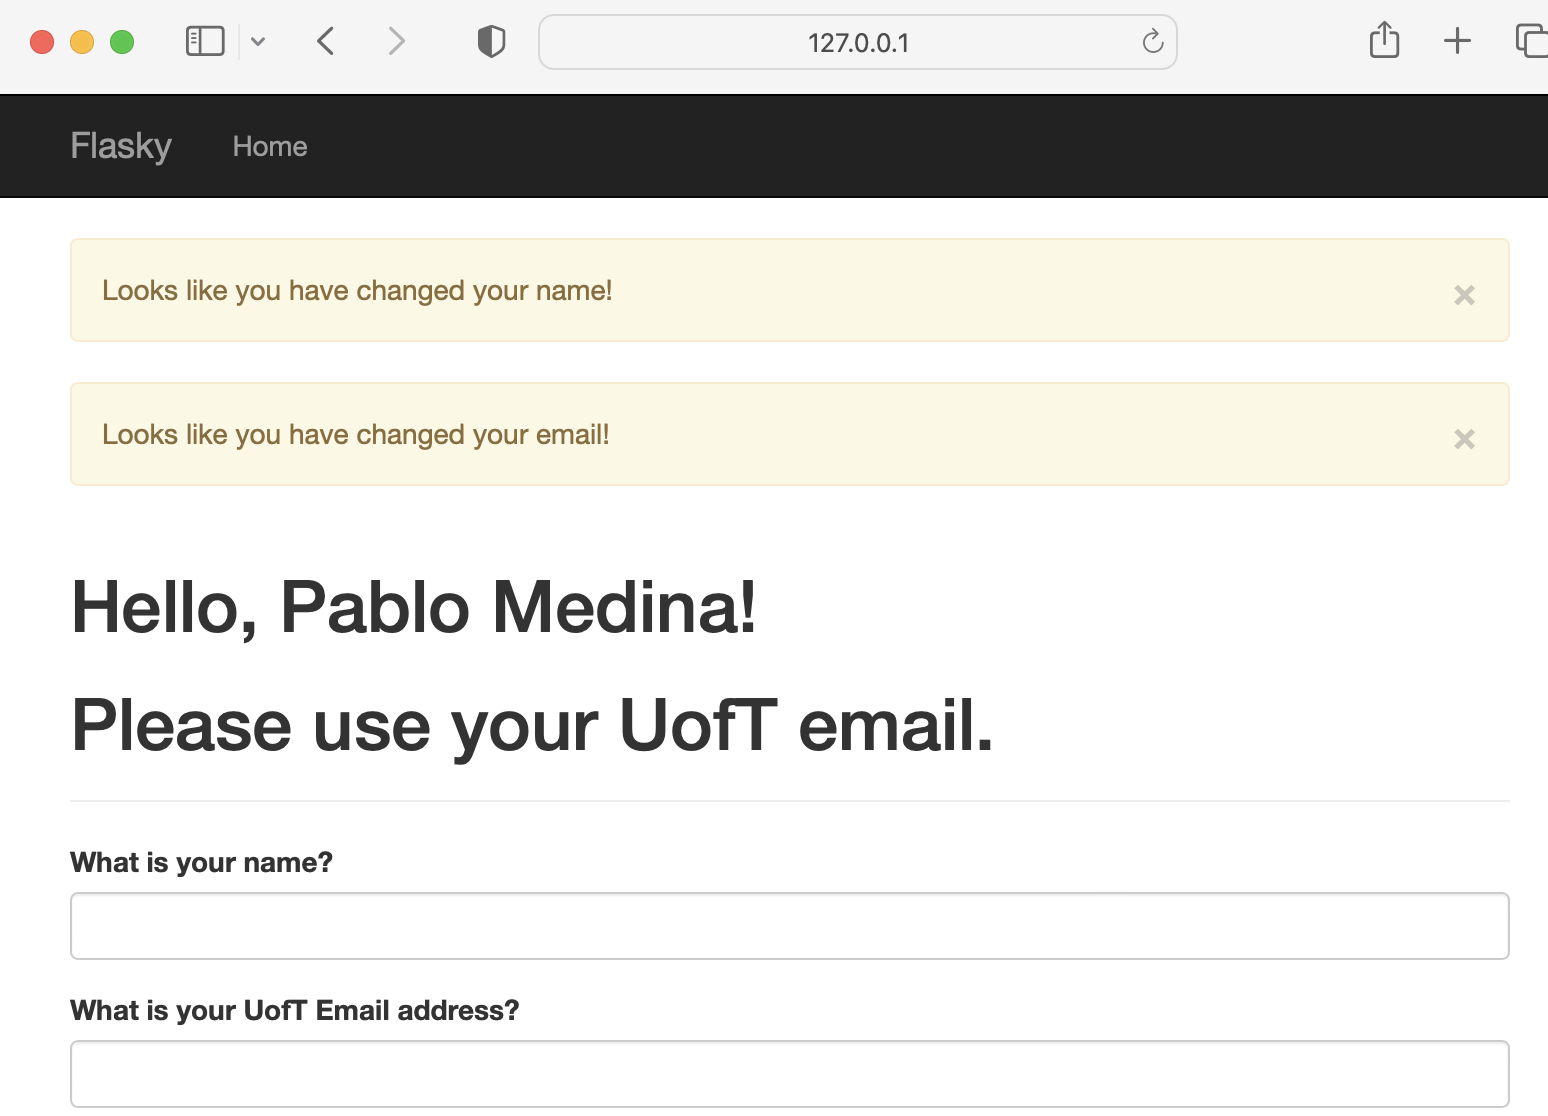 127.0.0.1
Flasky Home
Looks like you have changed your name! ×
Looks like you have changed your email! ×
Hello, Pablo Medina!
Please use your UofT email.
What is your name?
What is your UofT Email address?